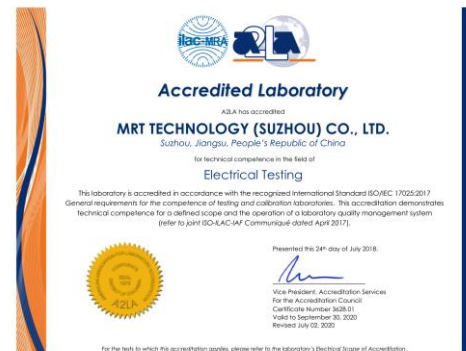 ilac-MRA
A2LA
Accredited Laboratory
A2LA has accredited
MRT TECHNOLOGY (SUZHOU) CO., LTD.
Suzhou, Jiangsu, People's Republic of China
for technical competence in the field of
Electrical Testing
This laboratory is accredited in accordance with the recognized International Standard ISO/IEC 17025:2017
General requirements for the competence of testing and calibration laboratories. This accreditation demonstrates
technical competence for a defined scope and the operation of a laboratory quality management system
(refer to joint ISO-ILAC-IAF Communiqué dated April 2017).
Presented this 24th day of July 2018.
Vice President, Accreditation Services
For the Accreditation Council
Certificate Number 3628.01
Valid to September 30, 2020
Revised July 02, 2020
A2LA
For the tests to which this accreditation applies, please refer to the laboratory's Electrical Scope of Accreditation.